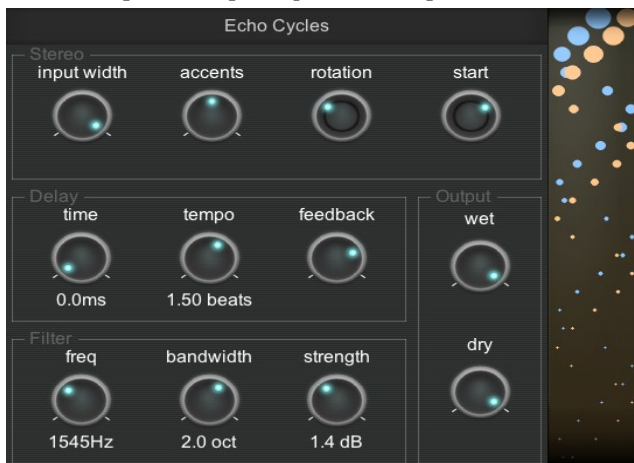 Echo Cycles
Stereo
input width accents rotation start
Delay
time tempo feedback
0.0ms 1.50 beats
Output
wet
Filter
freq bandwidth strength
1545Hz 2.0 oct 1.4 dB
dry